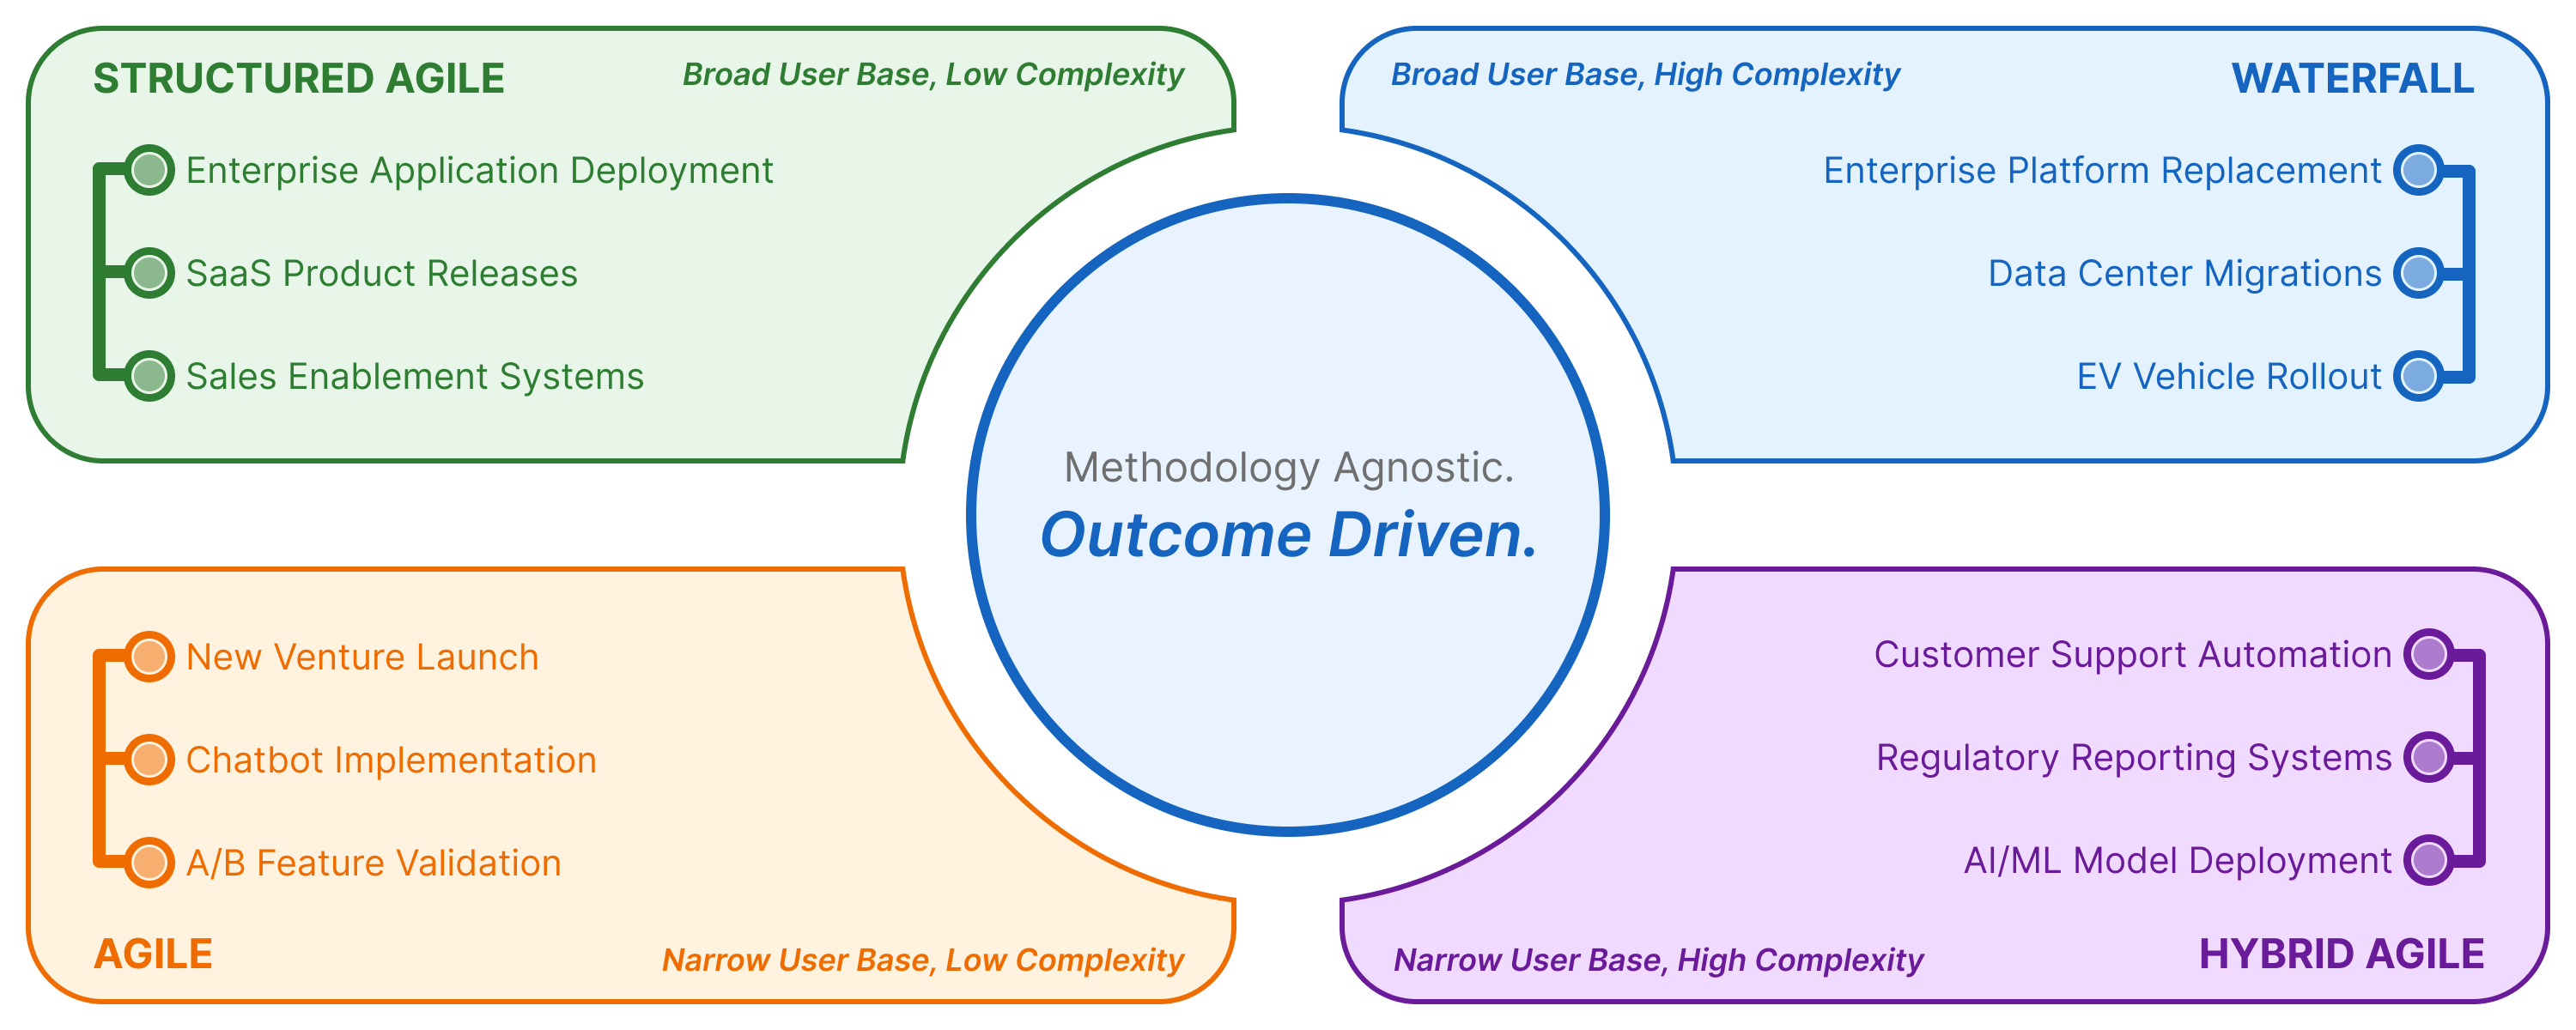 STRUCTURED AGILE
Broad User Base, Low Complexity
Enterprise Application Deployment
SaaS Product Releases
Sales Enablement Systems
Broad User Base, High Complexity
WATERFALL
Enterprise Platform Replacement
Data Center Migrations
EV Vehicle Rollout
Methodology Agnostic.
Outcome Driven.
New Venture Launch
Chatbot Implementation
A/B Feature Validation
AGILE
Narrow User Base, Low Complexity
Customer Support Automation
Regulatory Reporting Systems
AI/ML Model Deployment
Narrow User Base, High Complexity
HYBRID AGILE